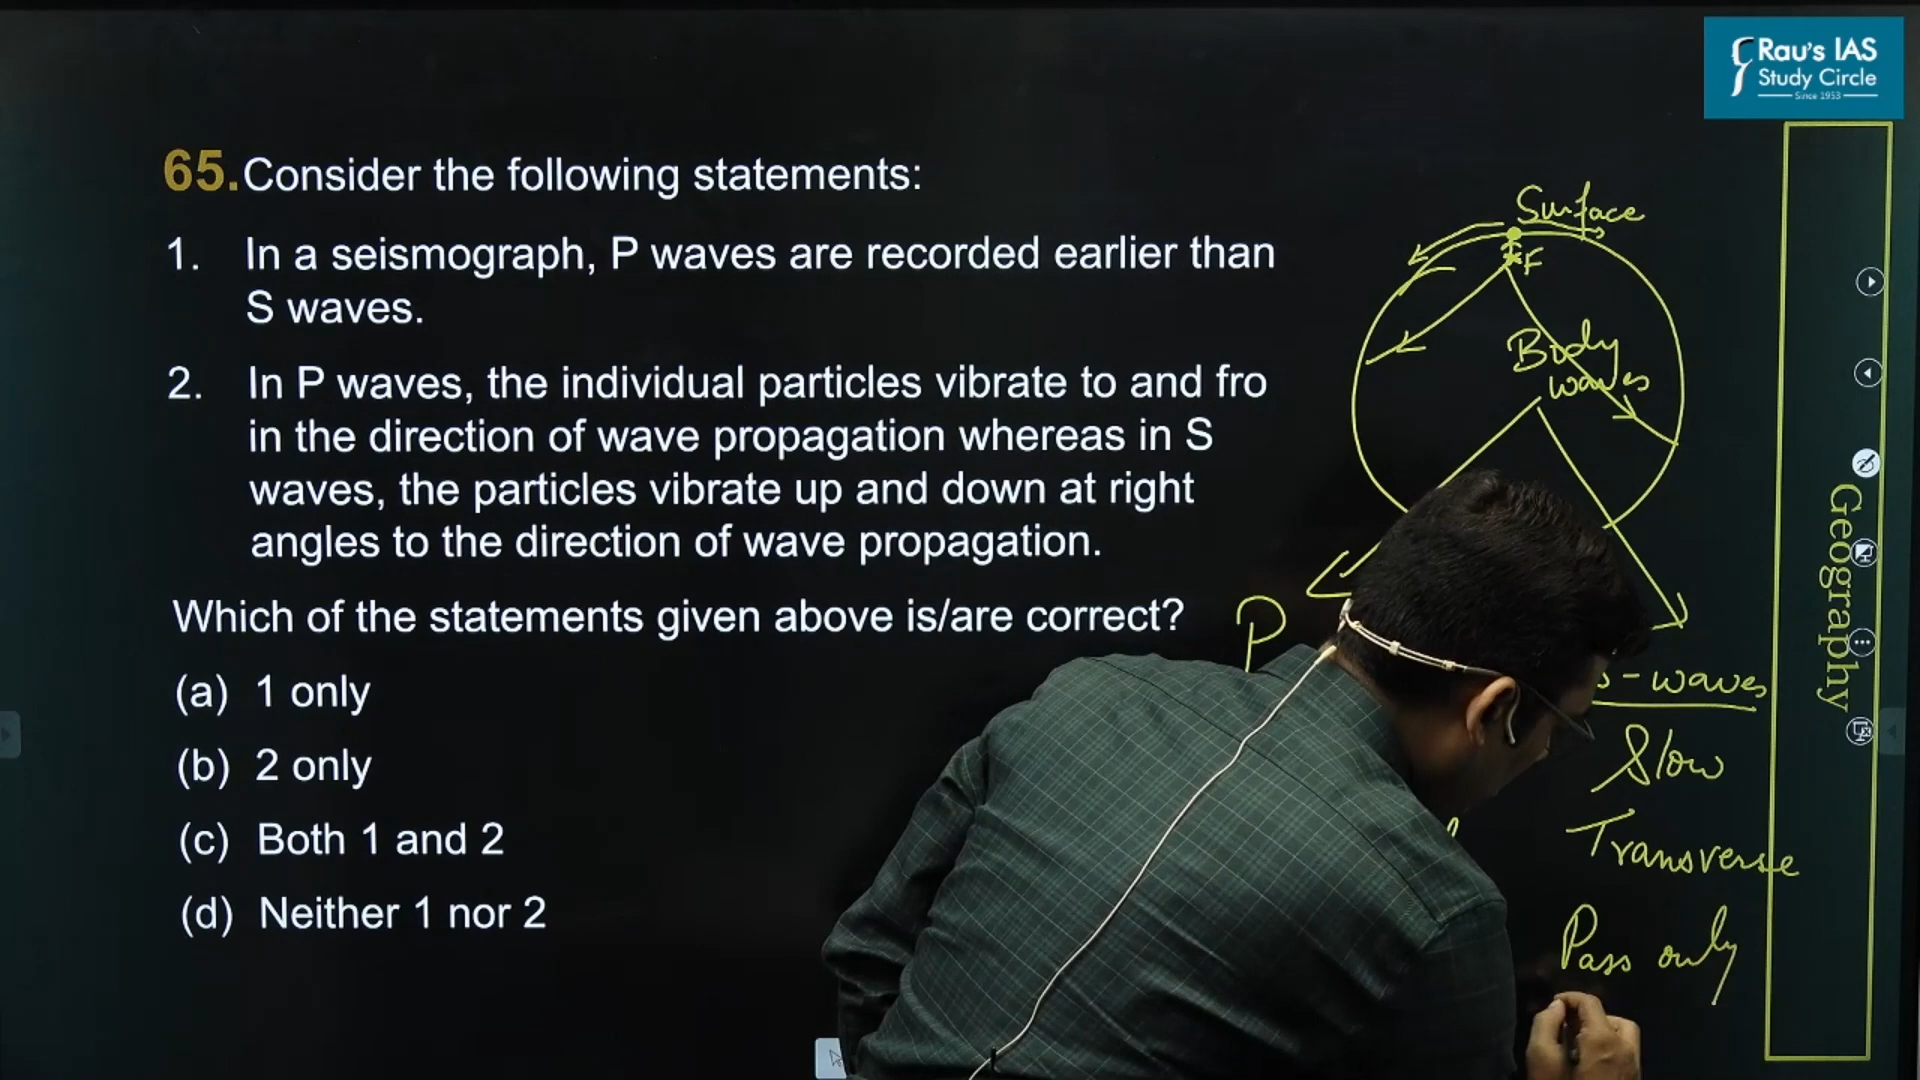 Rau's IAS
Study Circle
Since 1953
65. Consider the following statements:
1. In a seismograph, P waves are recorded earlier than
S waves.
2. In P waves, the individual particles vibrate to and fro
in the direction of wave propagation whereas in S
waves, the particles vibrate up and down at right
angles to the direction of wave propagation.
Which of the statements given above is/are correct?
(a) 1 only
(b) 2 only
(c) Both 1 and 2
(d) Neither 1 nor 2
Surface
F
Body
waves
P
S-waves
Slow
Transverse
Pass only
Geography